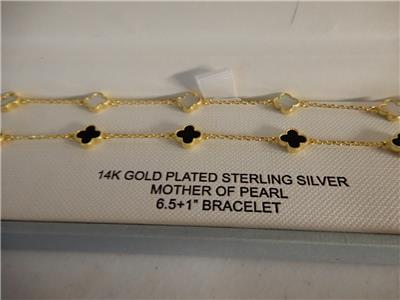 14K GOLD PLATED STERLING SILVER
MOTHER OF PEARL
6.5+1" BRACELET